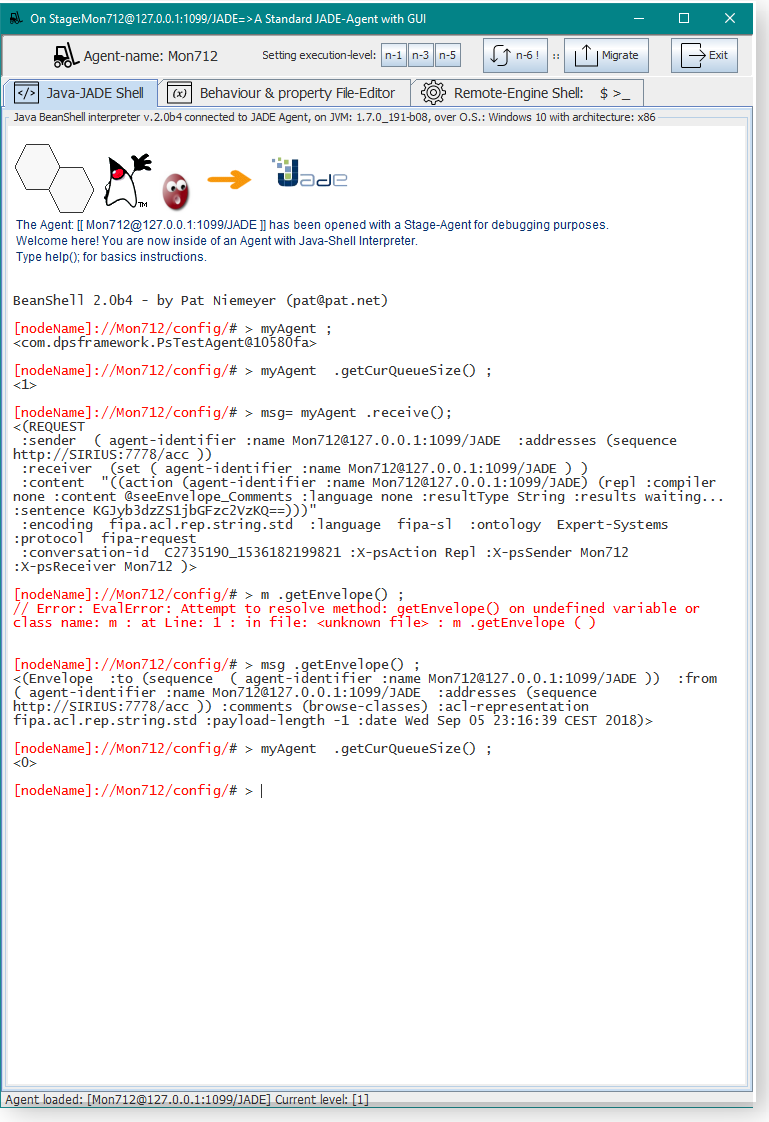 On Stage:Mon712@127.0.0.1:1099/JADE=>A Standard JADE-Agent with GUI
Agent-name: Mon712 Setting execution-level: n-1 n-3 n-5 n-6 ! :: Migrate Exit
</> Java-JADE Shell (x) Behaviour & property File-Editor Remote-Engine Shell: $ >_
Java BeanShell interpreter v.2.0b4 connected to JADE Agent, on JVM: 1.7.0_191-b08, over O.S.: Windows 10 with architecture: x86
TM Jade
The Agent: [[ Mon712@127.0.0.1:1099/JADE ]] has been opened with a Stage-Agent for debugging purposes.
Welcome here! You are now inside of an Agent with Java-Shell Interpreter.
Type help(); for basics instructions.
BeanShell 2.0b4 - by Pat Niemeyer (pat@pat.net)
[nodeName]://Mon712/config/# > myAgent ;
<com.dpsframework.PsTestAgent@10580fa>
[nodeName]://Mon712/config/# > myAgent  .getCurQueueSize() ;
<1>
[nodeName]://Mon712/config/# > msg= myAgent .receive();
<(REQUEST
:sender  ( agent-identifier :name Mon712@127.0.0.1:1099/JADE  :addresses (sequence
http://SIRIUS:7778/acc ))
:receiver  (set ( agent-identifier :name Mon712@127.0.0.1:1099/JADE ) )
:content  "((action (agent-identifier :name Mon712@127.0.0.1:1099/JADE) (repl :compiler
none :content @seeEnvelope_Comments :language none :resultType String :results waiting...
:sentence KGJyb3dzZS1jbGFzc2VzKQ==)))"
:encoding  fipa.acl.rep.string.std  :language  fipa-sl  :ontology  Expert-Systems
:protocol  fipa-request
:conversation-id  C2735190_1536182199821 :X-psAction Repl :X-psSender Mon712
:X-psReceiver Mon712 )>
[nodeName]://Mon712/config/# > m .getEnvelope() ;
// Error: EvalError: Attempt to resolve method: getEnvelope() on undefined variable or
class name: m : at Line: 1 : in file: <unknown file> : m .getEnvelope ( )
[nodeName]://Mon712/config/# > msg .getEnvelope() ;
<(Envelope  :to (sequence  ( agent-identifier :name Mon712@127.0.0.1:1099/JADE ))  :from
( agent-identifier :name Mon712@127.0.0.1:1099/JADE  :addresses (sequence
http://SIRIUS:7778/acc )) :comments (browse-classes) :acl-representation
fipa.acl.rep.string.std :payload-length -1 :date Wed Sep 05 23:16:39 CEST 2018)>
[nodeName]://Mon712/config/# > myAgent  .getCurQueueSize() ;
<0>
[nodeName]://Mon712/config/# >
Agent loaded: [Mon712@127.0.0.1:1099/JADE] Current level: [1]